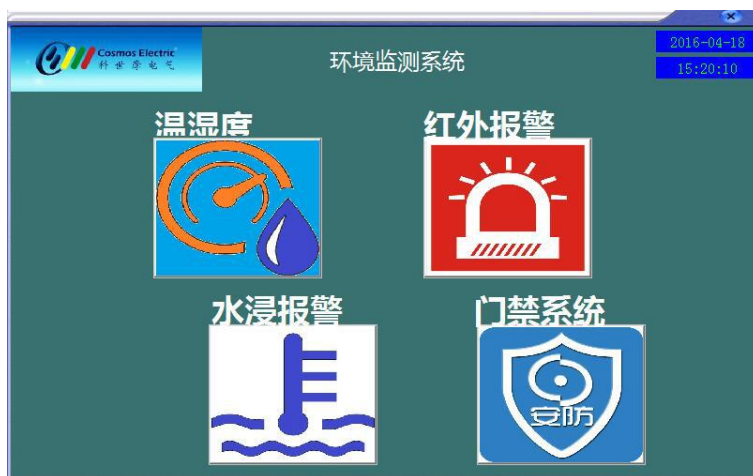 Cosmos Electric
科世摩电气
环境监测系统
2016-04-18
15:20:10
温湿度
红外报警
水浸报警
门禁系统
安防